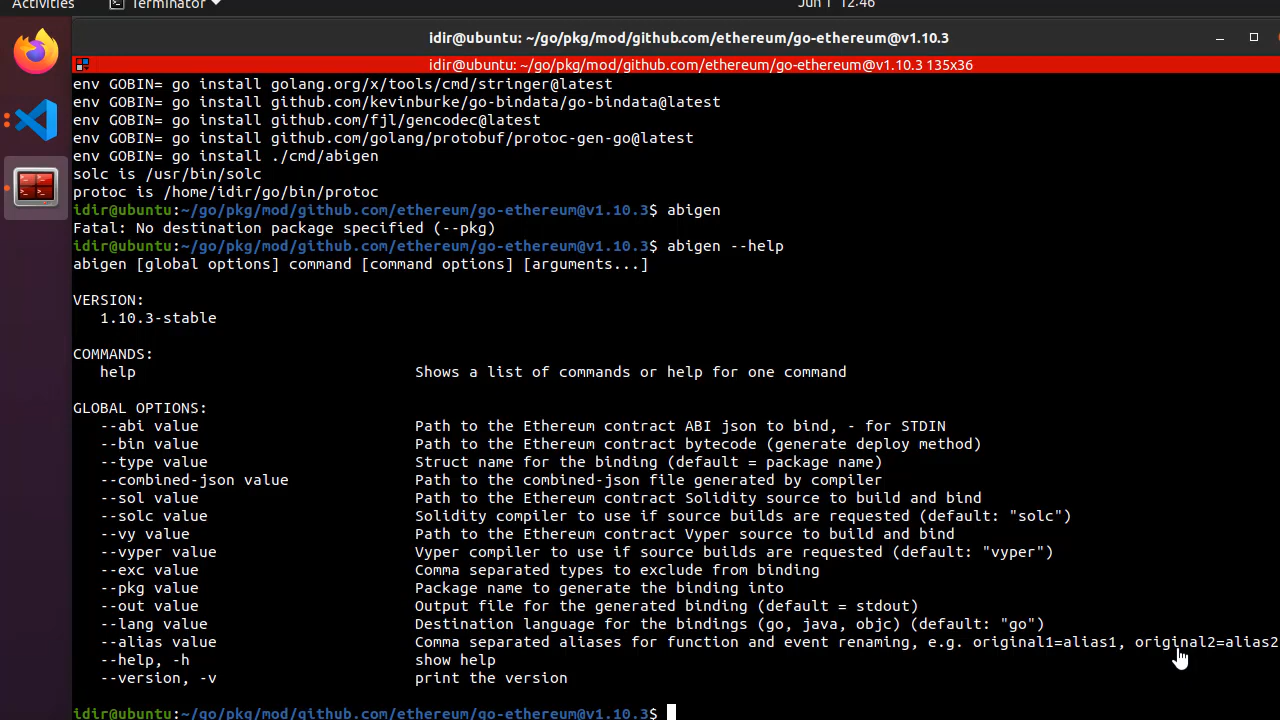 Activities Terminator Jun 1 12:46
idir@ubuntu: ~/go/pkg/mod/github.com/ethereum/go-ethereum@v1.10.3
idir@ubuntu: ~/go/pkg/mod/github.com/ethereum/go-ethereum@v1.10.3 135x36
env GOBIN= go install golang.org/x/tools/cmd/stringer@latest
env GOBIN= go install github.com/kevinburke/go-bindata/go-bindata@latest
env GOBIN= go install github.com/fjl/gencodec@latest
env GOBIN= go install github.com/golang/protobuf/protoc-gen-go@latest
env GOBIN= go install ./cmd/abigen
solc is /usr/bin/solc
protoc is /home/idir/go/bin/protoc
idir@ubuntu:~/go/pkg/mod/github.com/ethereum/go-ethereum@v1.10.3$ abigen
Fatal: No destination package specified (--pkg)
idir@ubuntu:~/go/pkg/mod/github.com/ethereum/go-ethereum@v1.10.3$ abigen --help
abigen [global options] command [command options] [arguments...]
VERSION:
1.10.3-stable
COMMANDS:
help Shows a list of commands or help for one command
GLOBAL OPTIONS:
--abi value Path to the Ethereum contract ABI json to bind, - for STDIN
--bin value Path to the Ethereum contract bytecode (generate deploy method)
--type value Struct name for the binding (default = package name)
--combined-json value Path to the combined-json file generated by compiler
--sol value Path to the Ethereum contract Solidity source to build and bind
--solc value Solidity compiler to use if source builds are requested (default: "solc")
--vy value Path to the Ethereum contract Vyper source to build and bind
--vyper value Vyper compiler to use if source builds are requested (default: "vyper")
--exc value Comma separated types to exclude from binding
--pkg value Package name to generate the binding into
--out value Output file for the generated binding (default = stdout)
--lang value Destination language for the bindings (go, java, objc) (default: "go")
--alias value Comma separated aliases for function and event renaming, e.g. original1=alias1, original2=alias2
--help, -h show help
--version, -v print the version
idir@ubuntu:~/go/pkg/mod/github.com/ethereum/go-ethereum@v1.10.3$